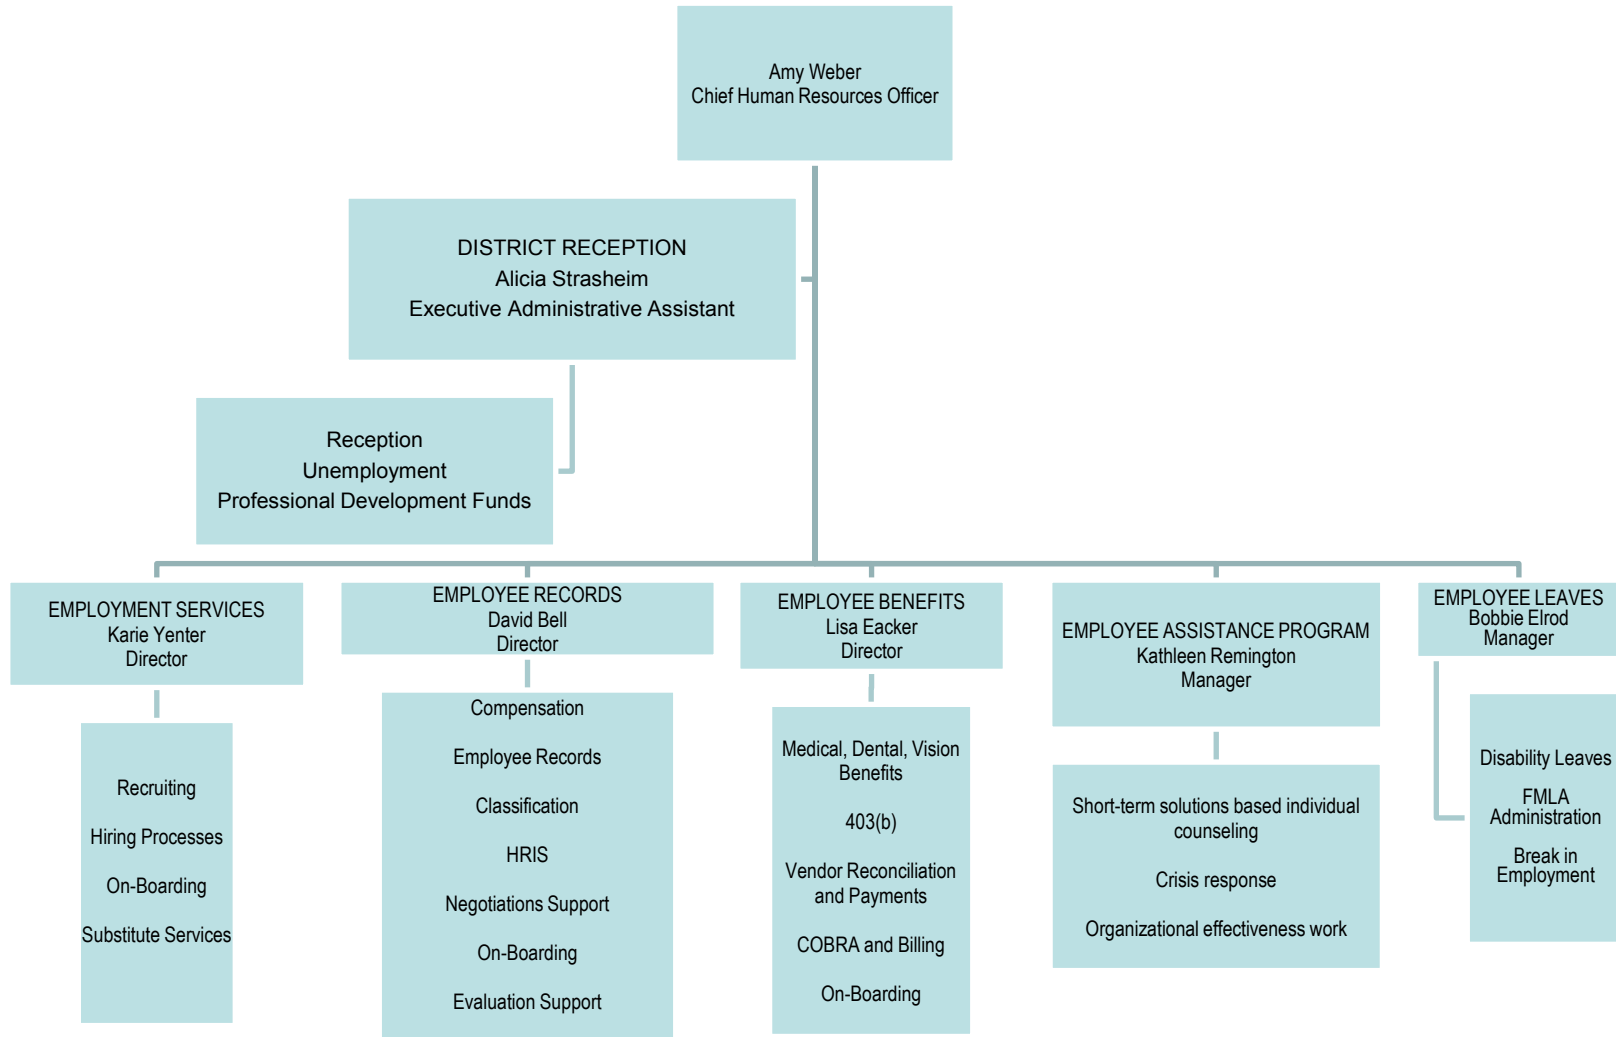 Amy Weber
Chief Human Resources Officer
DISTRICT RECEPTION
Alicia Strasheim
Executive Administrative Assistant
Reception
Unemployment
Professional Development Funds
EMPLOYMENT SERVICES
Karie Yenter
Director
Recruiting
Hiring Processes
On-Boarding
Substitute Services
EMPLOYEE RECORDS
David Bell
Director
Compensation
Employee Records
Classification
HRIS
Negotiations Support
On-Boarding
Evaluation Support
EMPLOYEE BENEFITS
Lisa Eacker
Director
Medical, Dental, Vision
Benefits
403(b)
Vendor Reconciliation
and Payments
COBRA and Billing
On-Boarding
EMPLOYEE ASSISTANCE PROGRAM
Kathleen Remington
Manager
Short-term solutions based individual
counseling
Crisis response
Organizational effectiveness work
EMPLOYEE LEAVES
Bobbie Elrod
Manager
Disability Leaves
FMLA
Administration
Break in
Employment